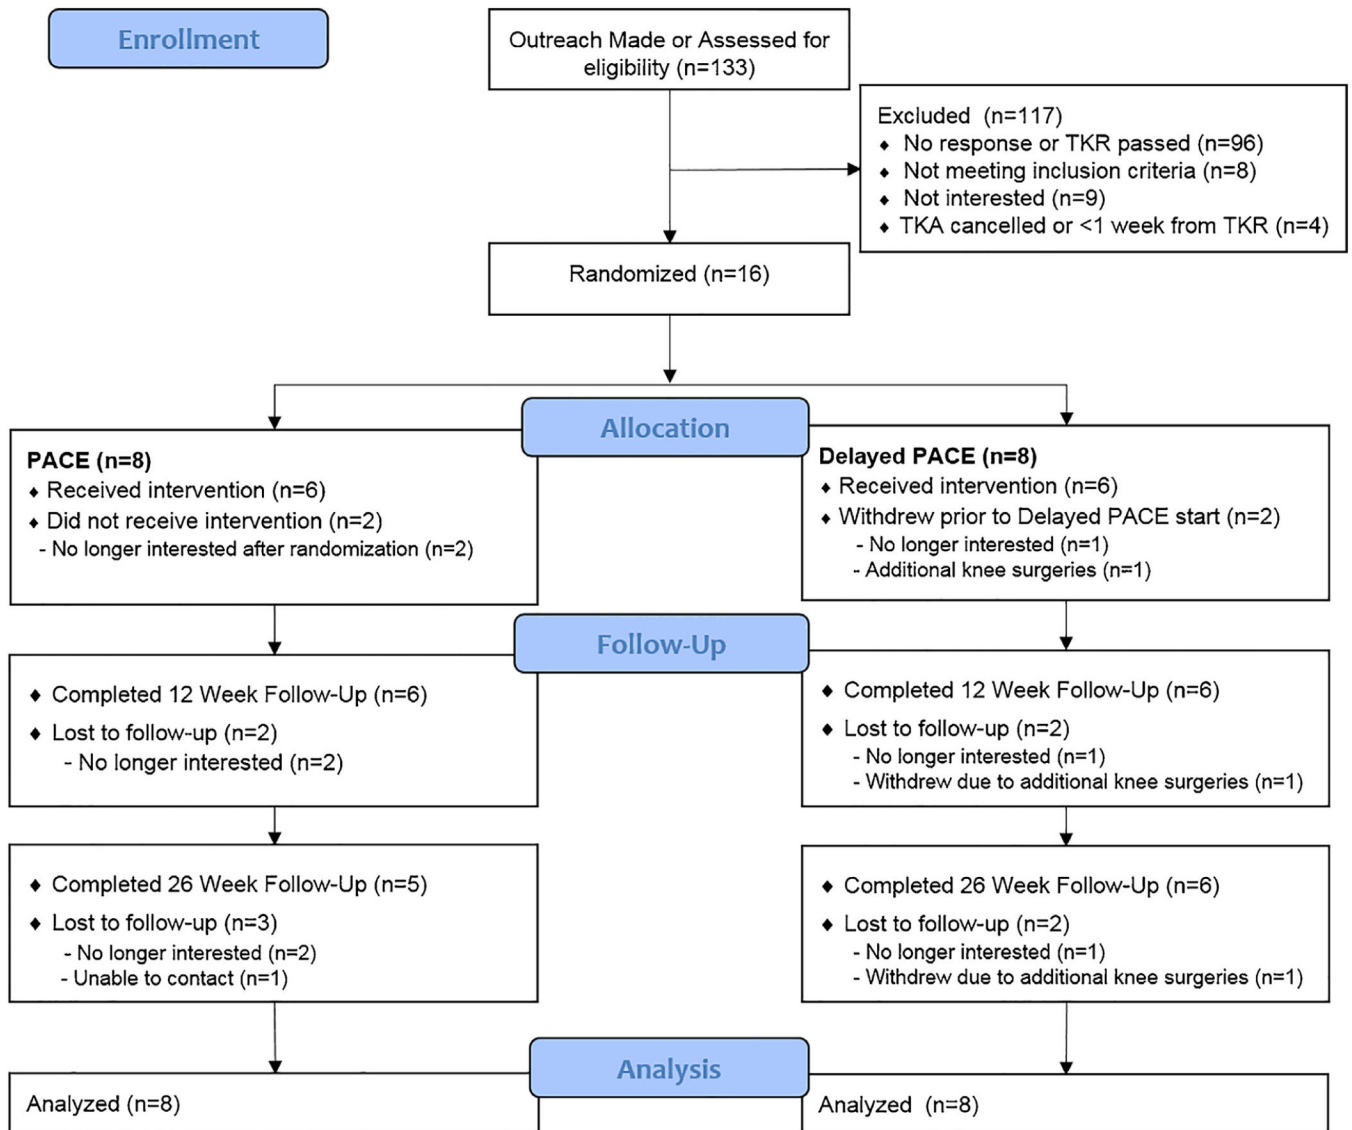 Enrollment
Outreach Made or Assessed for
eligibility (n=133)
Excluded (n=117)
♦ No response or TKR passed (n=96)
♦ Not meeting inclusion criteria (n=8)
♦ Not interested (n=9)
♦ TKA cancelled or <1 week from TKR (n=4)
Randomized (n=16)
Allocation
PACE (n=8)
♦ Received intervention (n=6)
♦ Did not receive intervention (n=2)
- No longer interested after randomization (n=2)
Delayed PACE (n=8)
♦ Received intervention (n=6)
♦ Withdrew prior to Delayed PACE start (n=2)
- No longer interested (n=1)
- Additional knee surgeries (n=1)
Follow-Up
♦ Completed 12 Week Follow-Up (n=6)
♦ Lost to follow-up (n=2)
- No longer interested (n=2)
♦ Completed 12 Week Follow-Up (n=6)
♦ Lost to follow-up (n=2)
- No longer interested (n=1)
- Withdrew due to additional knee surgeries (n=1)
♦ Completed 26 Week Follow-Up (n=5)
♦ Lost to follow-up (n=3)
- No longer interested (n=2)
- Unable to contact (n=1)
♦ Completed 26 Week Follow-Up (n=6)
♦ Lost to follow-up (n=2)
- No longer interested (n=1)
- Withdrew due to additional knee surgeries (n=1)
Analysis
Analyzed (n=8)
Analyzed (n=8)